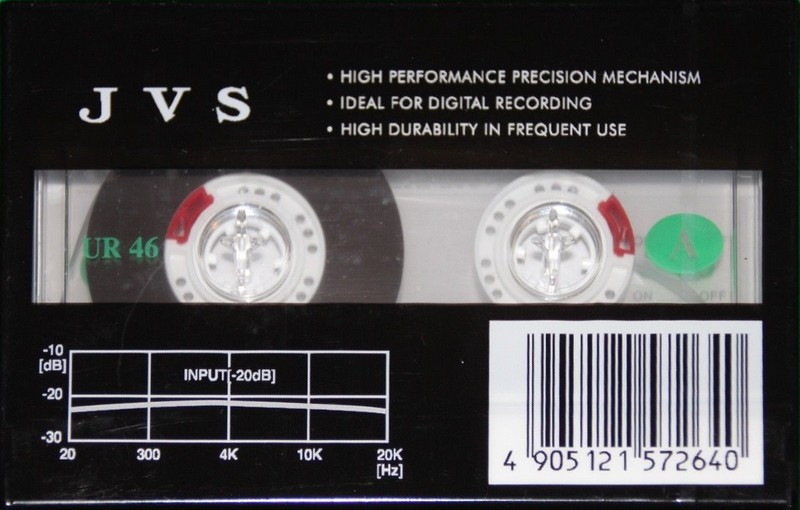 JVS
• HIGH PERFORMANCE PRECISION MECHANISM
• IDEAL FOR DIGITAL RECORDING
• HIGH DURABILITY IN FREQUENT USE
UR 46
A
ON OFF
-10
[dB]
INPUT[-20dB]
-20
-30
20 300 4K 10K 20K
[Hz]
4 905121 572640